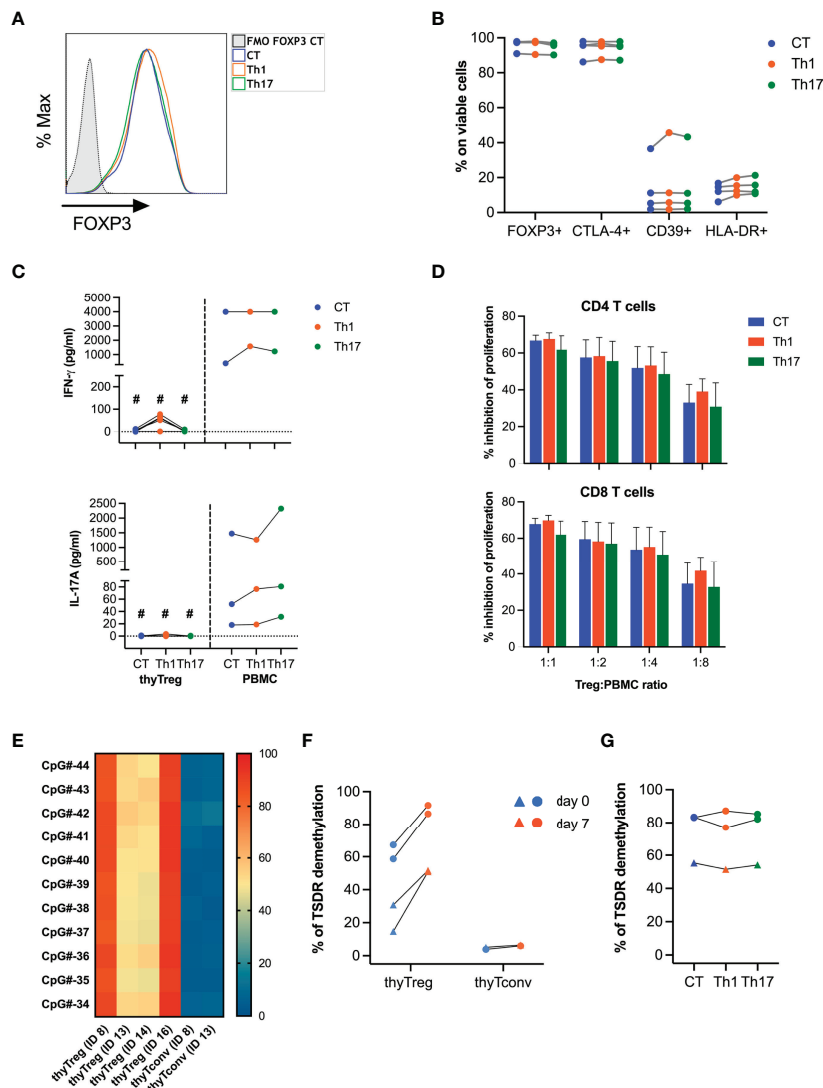 A
% Max
FOXP3
FMO FOXP3 CT
CT
Th1
Th17
B
% on viable cells
100
80
60
40
20
0
FOXP3+ CTLA-4+ CD39+ HLA-DR+
CT
Th1
Th17
C
IFN-γ (pg/ml)
5000
4000
3000
2000
1000
200
100
0
# # #
CT
Th1
Th17
IL-17A (pg/ml)
2500
2000
1500
1000
500
80
60
40
20
0
# # #
CT Th1 Th17 CT Th1 Th17
thyTreg PBMC
D
CD4 T cells
% inhibition of proliferation
80
60
40
20
0
CT
Th1
Th17
CD8 T cells
% inhibition of proliferation
80
60
40
20
0
1:1 1:2 1:4 1:8
Treg:PBMC ratio
E
CpG#-44
CpG#-43
CpG#-42
CpG#-41
CpG#-40
CpG#-39
CpG#-38
CpG#-37
CpG#-36
CpG#-35
CpG#-34
thyTreg (ID 8)
thyTreg (ID 13)
thyTreg (ID 14)
thyTreg (ID 16)
thyTconv (ID 8)
thyTconv (ID 13)
100
80
60
40
20
0
F
% of TSDR demethylation
100
80
60
40
20
0
thyTreg thyTconv
day 0
day 7
G
% of TSDR demethylation
100
80
60
40
20
0
CT Th1 Th17